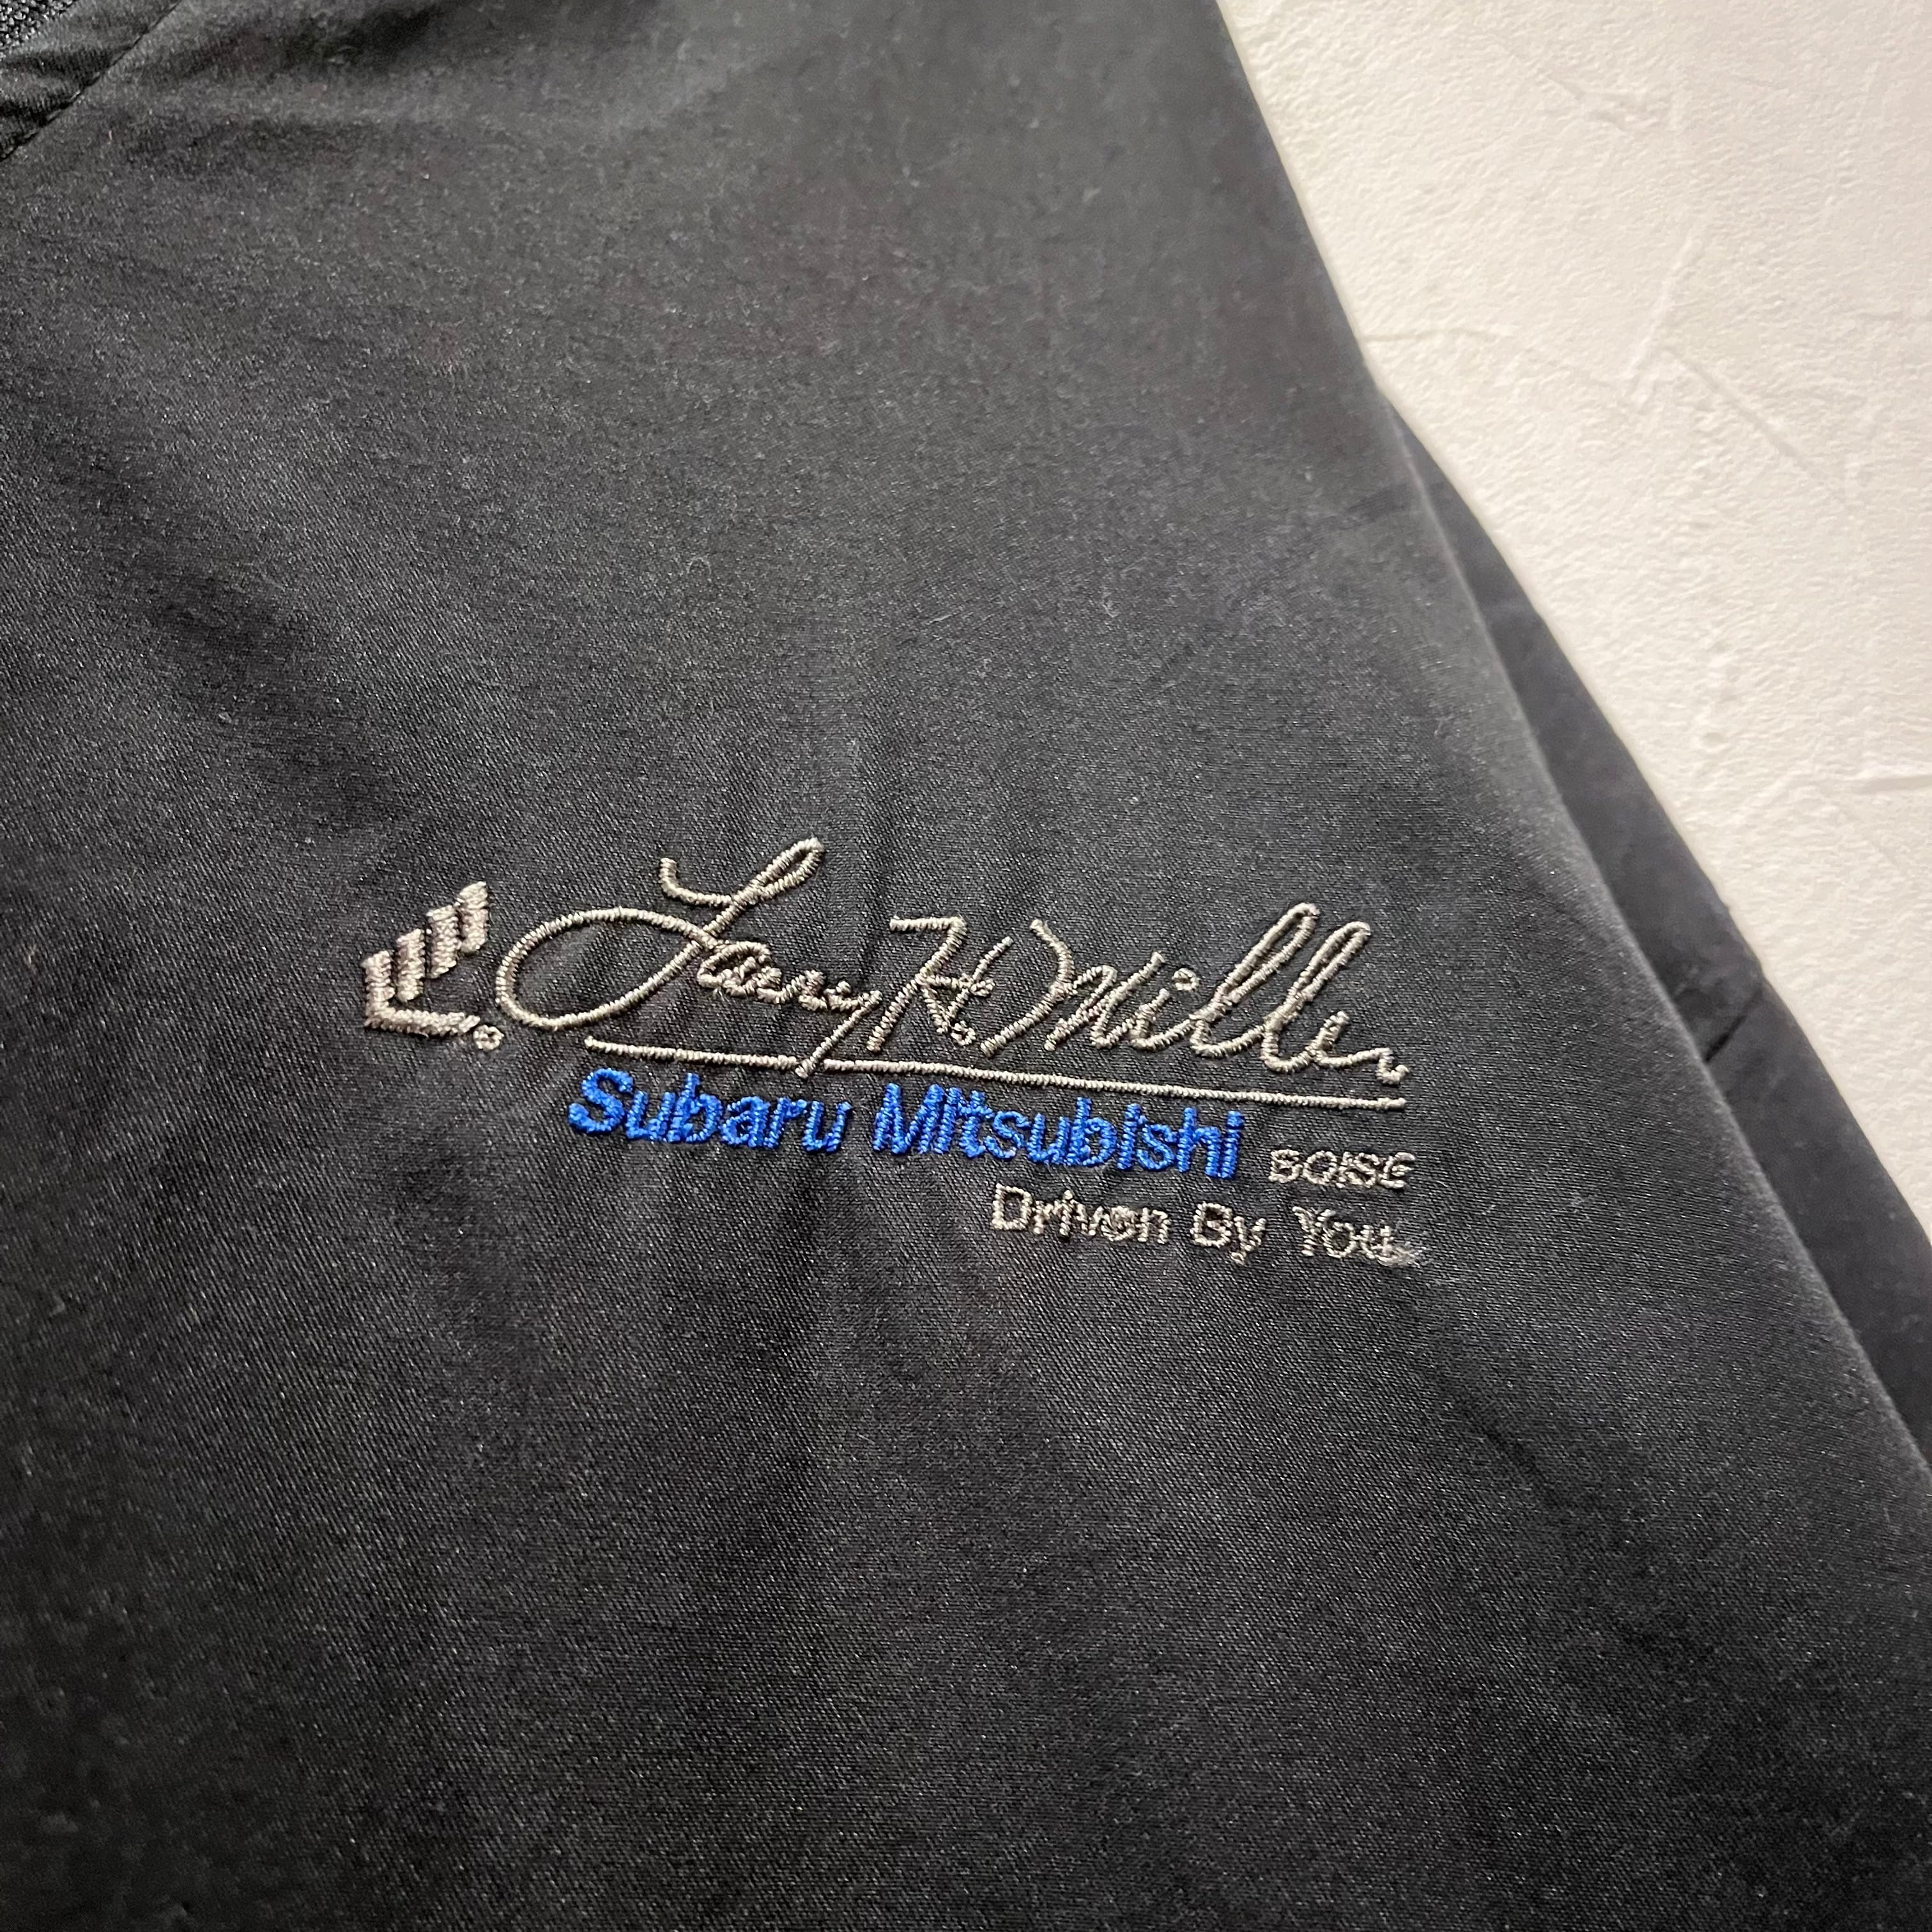 Larry H. Miller
Subaru Mitsubishi BOISE
Driven By You